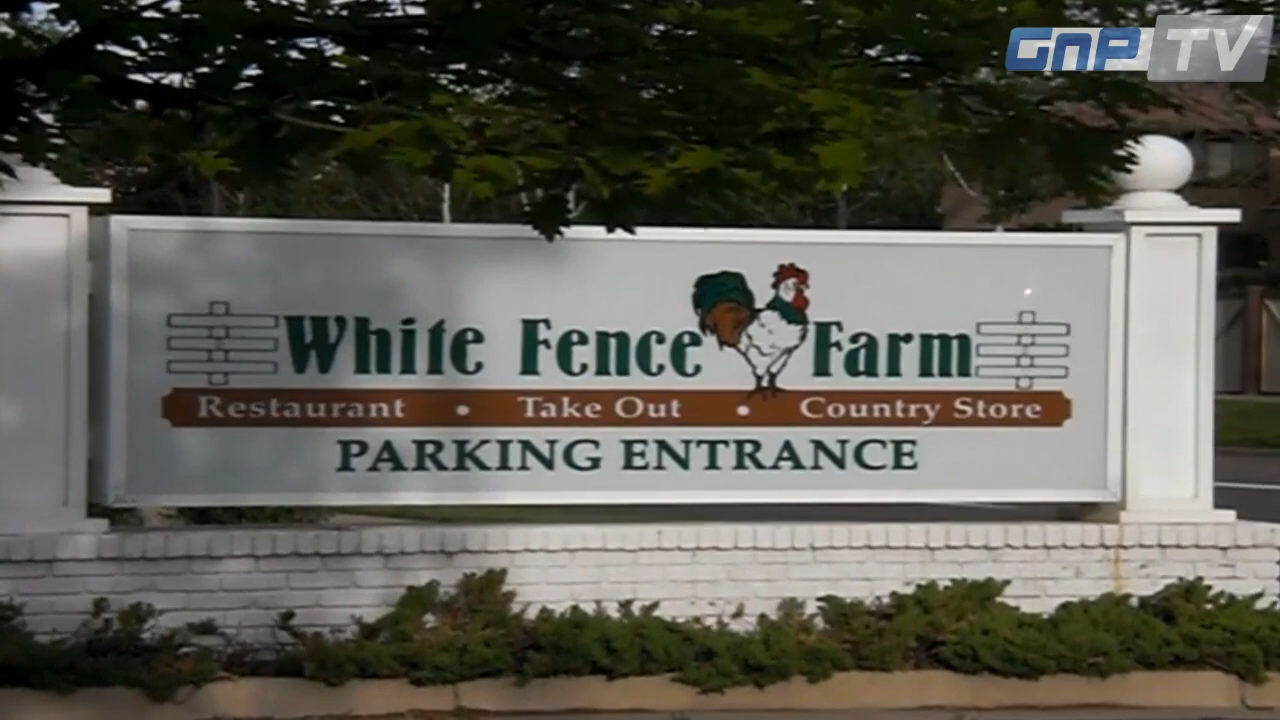 GNP TV
White Fence Farm
Restaurant • Take Out • Country Store
PARKING ENTRANCE